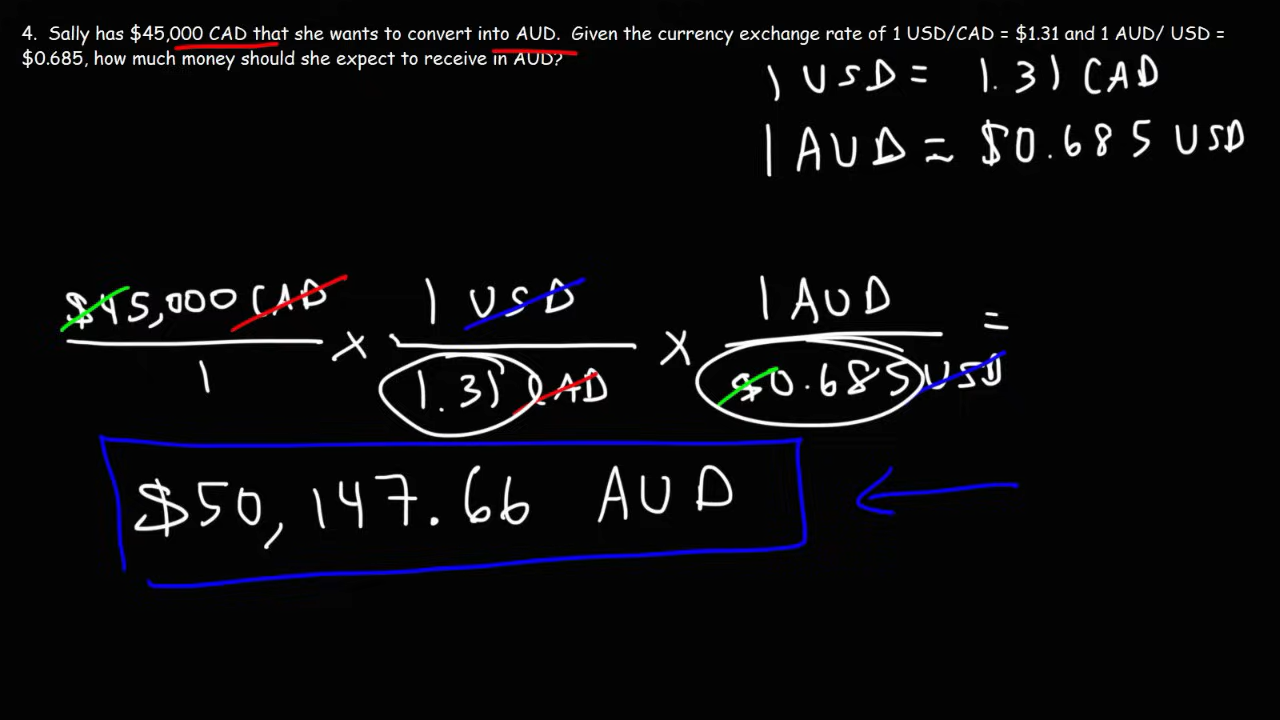 4. Sally has $45,000 CAD that she wants to convert into AUD. Given the currency exchange rate of 1 USD/CAD = $1.31 and 1 AUD/ USD =
$0.685, how much money should she expect to receive in AUD?
1 USD = 1.31 CAD
1 AUD = $0.685 USD
$45,000 CAD 1 USD 1 AUD
× × =
1 1.31 CAD $0.685 USD
$50,147.66 AUD